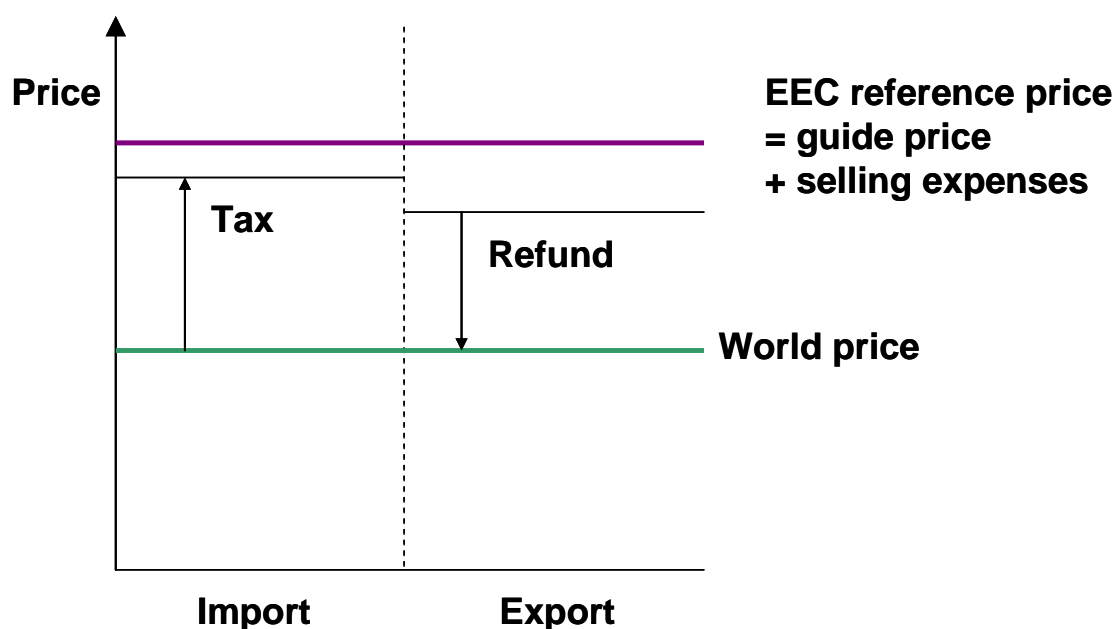 Price
EEC reference price
= guide price
+ selling expenses
Tax
Refund
World price
Import
Export